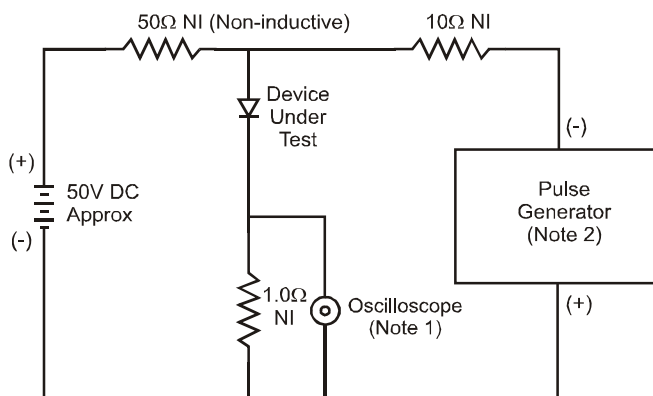 50Ω NI (Non-inductive)
10Ω NI
Device
Under
Test
(-)
(+)
50V DC
Approx
(-)
Pulse
Generator
(Note 2)
1.0Ω
NI
Oscilloscope
(Note 1)
(+)